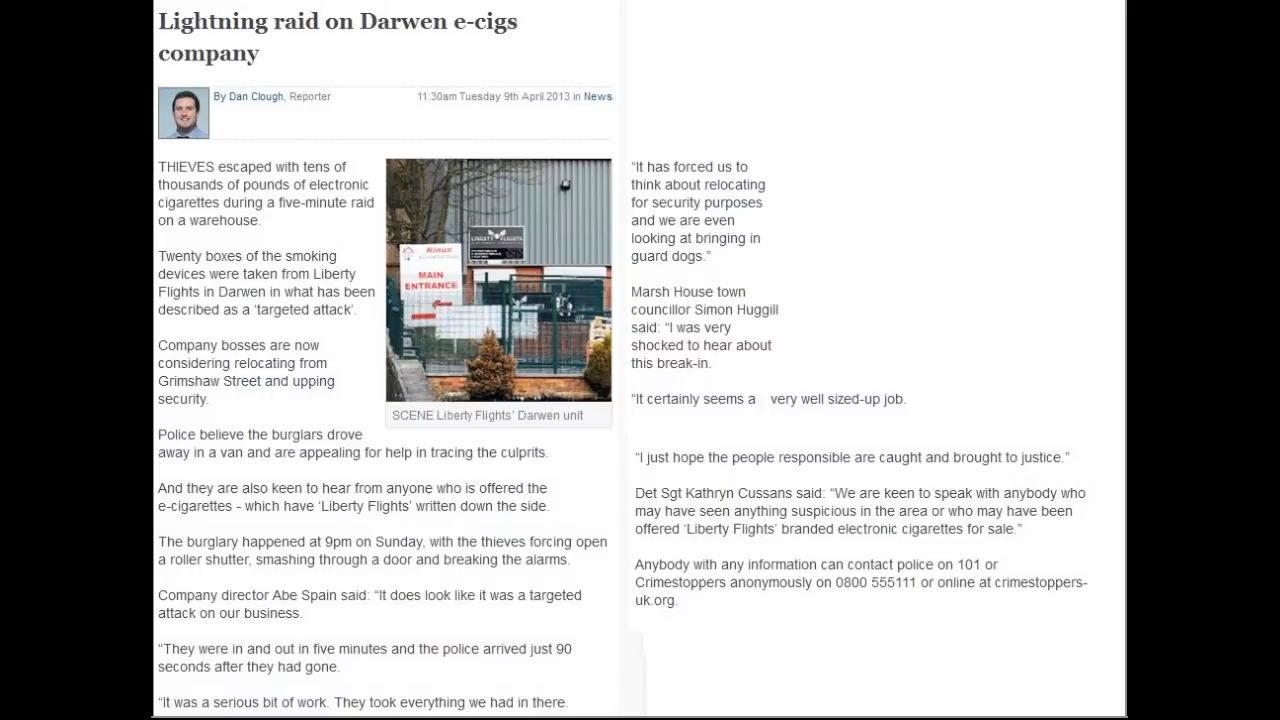 Lightning raid on Darwen e-cigs
company
By Dan Clough, Reporter
11:30am Tuesday 9th April 2013 in News
THIEVES escaped with tens of
thousands of pounds of electronic
cigarettes during a five-minute raid
on a warehouse.
Twenty boxes of the smoking
devices were taken from Liberty
Flights in Darwen in what has been
described as a ‘targeted attack’.
Company bosses are now
considering relocating from
Grimshaw Street and upping
security.
LIBERTY FLIGHTS
Kinus
MAIN
ENTRANCE
SCENE Liberty Flights’ Darwen unit
Police believe the burglars drove
away in a van and are appealing for help in tracing the culprits.
And they are also keen to hear from anyone who is offered the
e-cigarettes - which have ‘Liberty Flights’ written down the side.
The burglary happened at 9pm on Sunday, with the thieves forcing open
a roller shutter, smashing through a door and breaking the alarms.
Company director Abe Spain said: “It does look like it was a targeted
attack on our business.
“They were in and out in five minutes and the police arrived just 90
seconds after they had gone.
“It was a serious bit of work. They took everything we had in there.
“It has forced us to
think about relocating
for security purposes
and we are even
looking at bringing in
guard dogs.”
Marsh House town
councillor Simon Huggill
said: “I was very
shocked to hear about
this break-in.
“It certainly seems a very well sized-up job.
“I just hope the people responsible are caught and brought to justice.”
Det Sgt Kathryn Cussans said: “We are keen to speak with anybody who
may have seen anything suspicious in the area or who may have been
offered ‘Liberty Flights’ branded electronic cigarettes for sale.”
Anybody with any information can contact police on 101 or
Crimestoppers anonymously on 0800 555111 or online at crimestoppers-
uk.org.